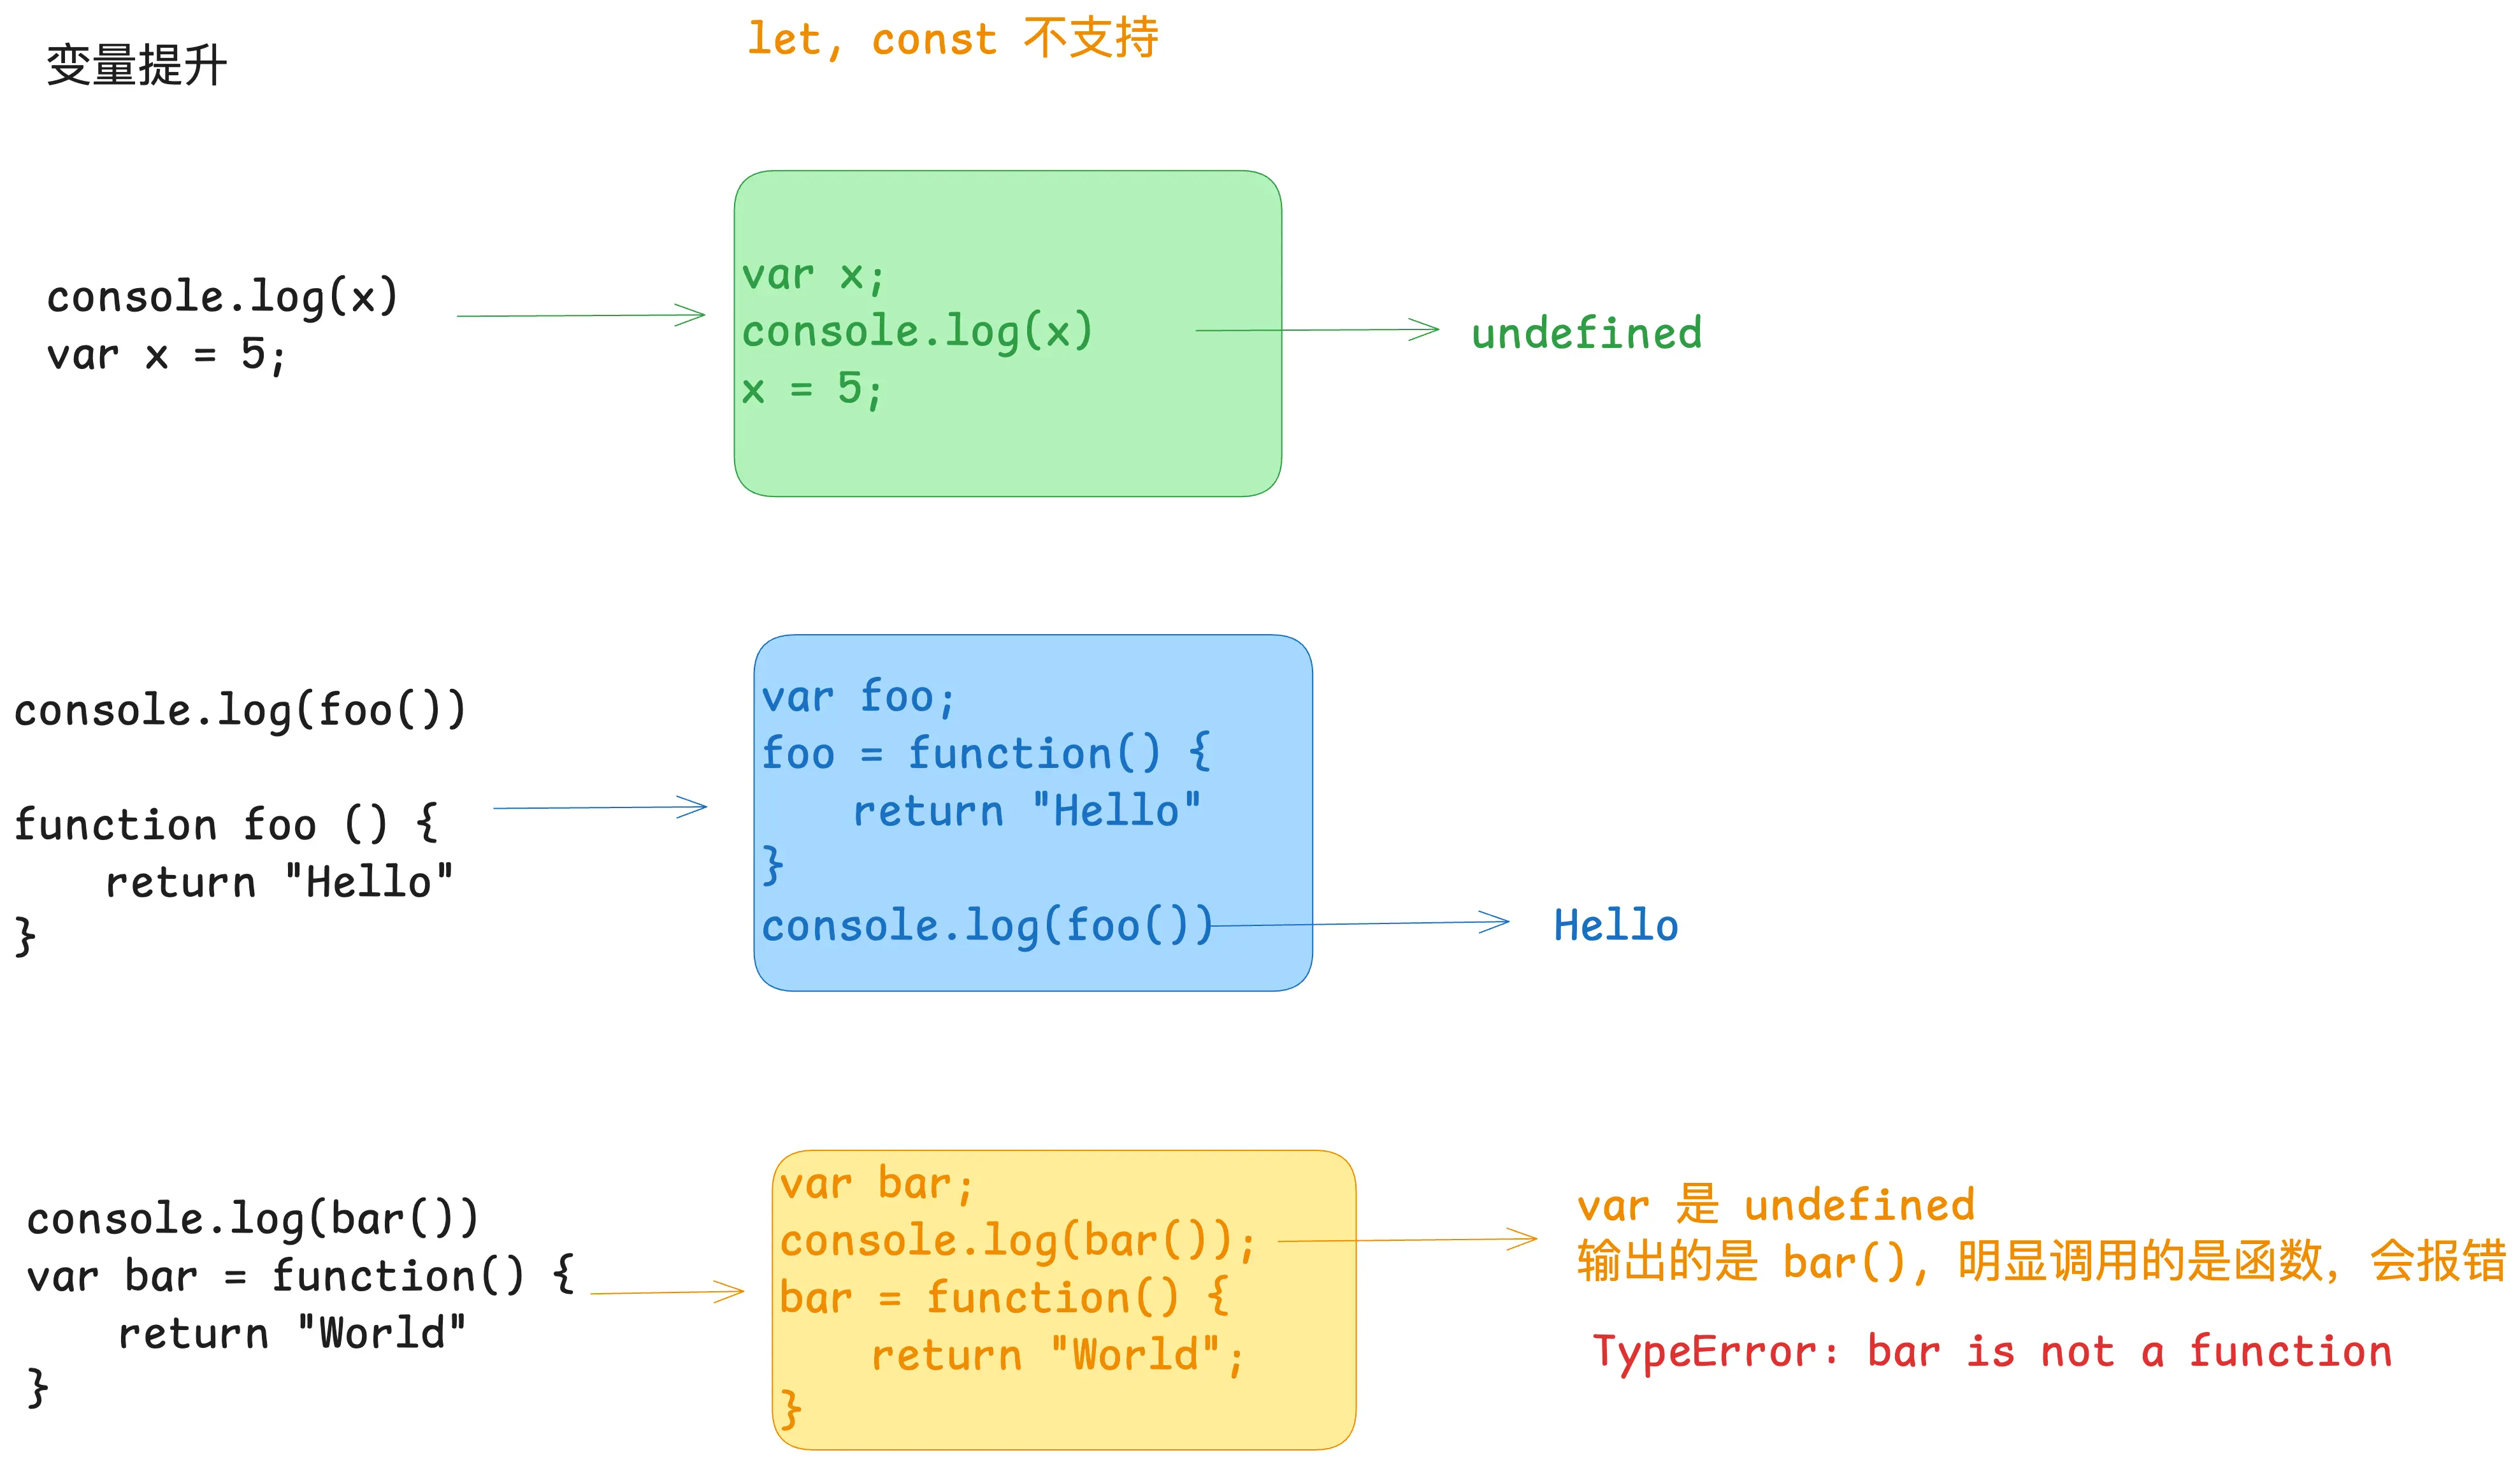 变量提升
let, const 不支持
console.log(x)
var x = 5;
var x;
console.log(x)
x = 5;
undefined
console.log(foo())
function foo () {
    return "Hello"
}
var foo;
foo = function() {
    return "Hello"
}
console.log(foo())
Hello
console.log(bar())
var bar = function() {
    return "World"
}
var bar;
console.log(bar());
bar = function() {
    return "World";
}
var 是 undefined
输出的是 bar(), 明显调用的是函数, 会报错
TypeError: bar is not a function